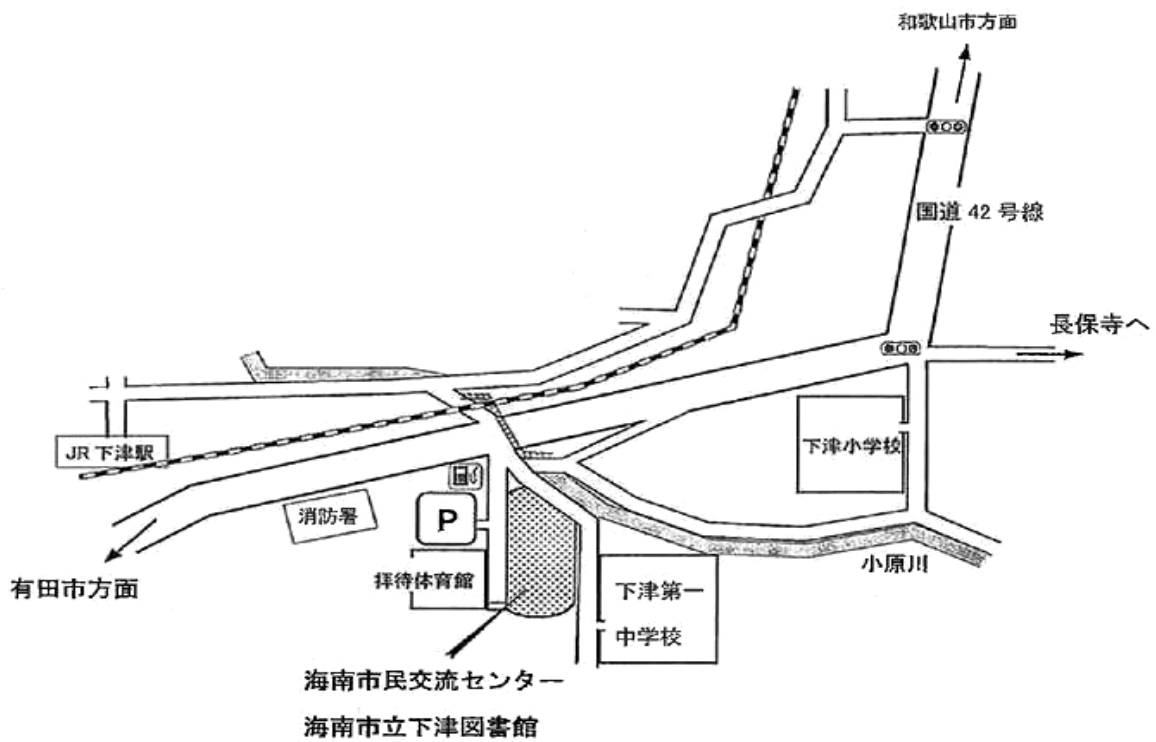 和歌山市方面
国道 42 号線
長保寺へ
下津小学校
JR 下津駅
消防署
P
拝待体育館
小原川
有田市方面
下津第一
中学校
海南市民交流センター
海南市立下津図書館